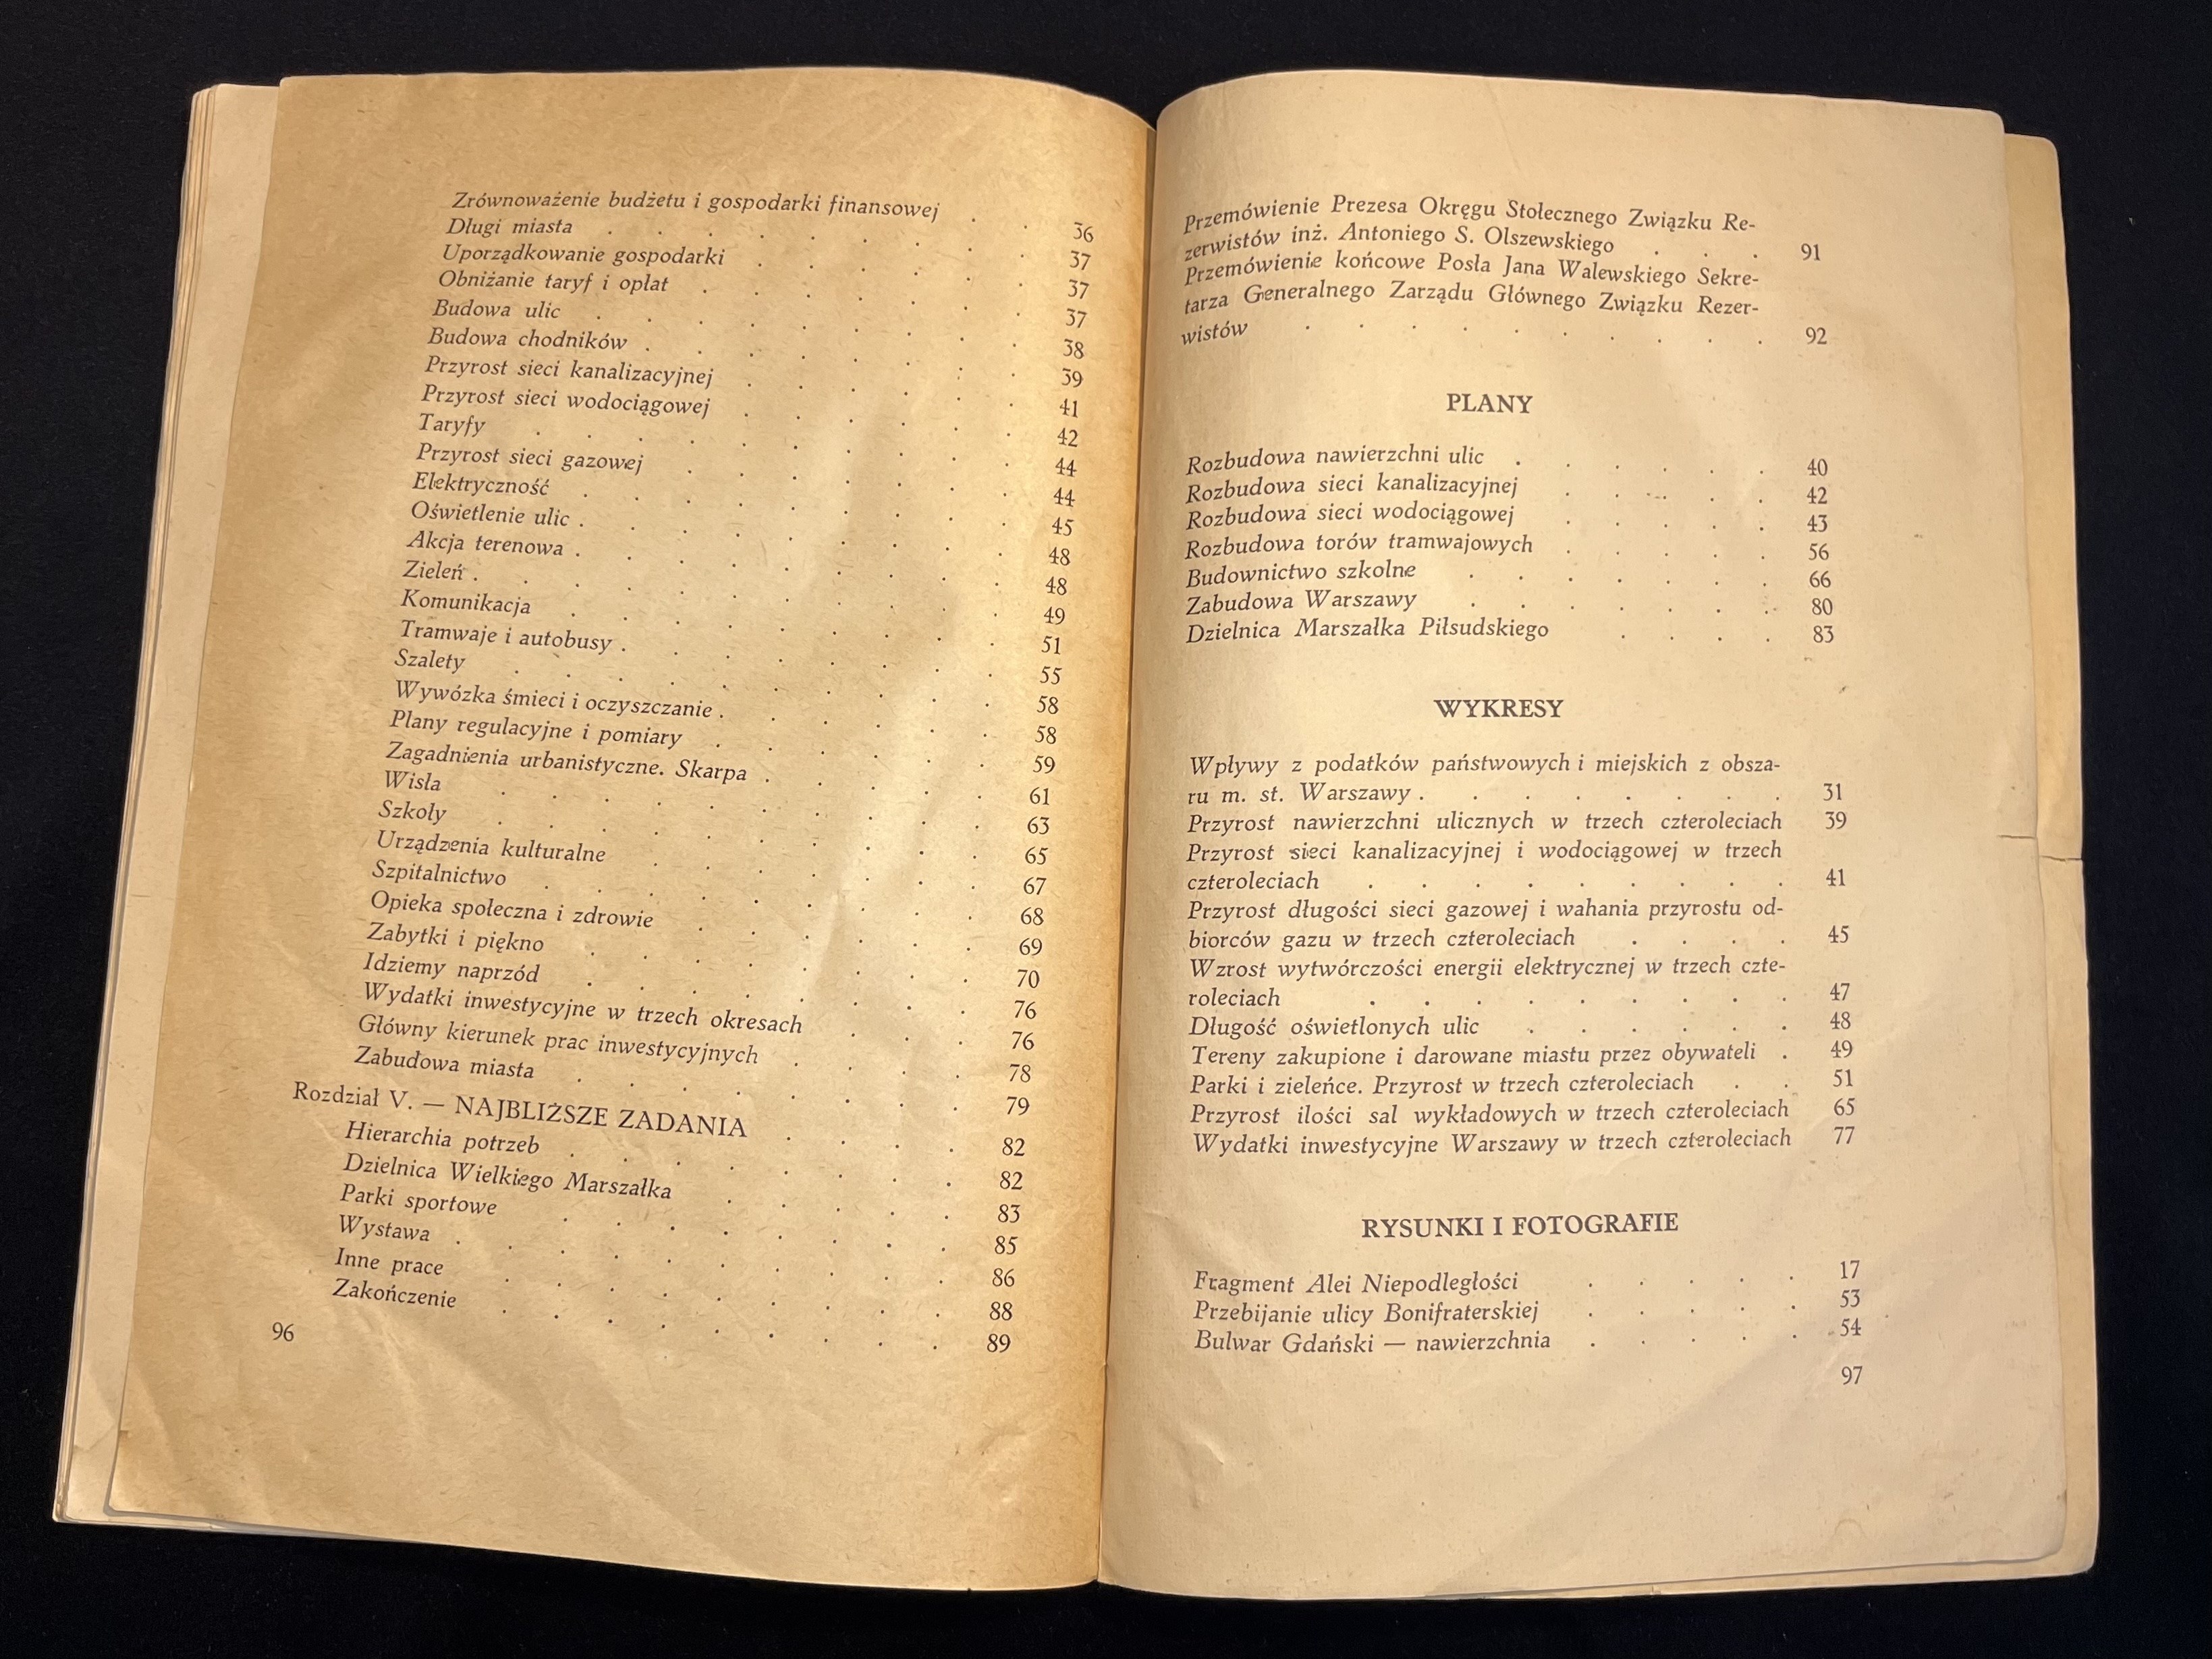 Zrównoważenie budżetu i gospodarki finansowej . . 36
Długi miasta . . . . . . . . . 37
Uporządkowanie gospodarki . . . . . . 37
Obniżanie taryf i opłat . . . . . . . 37
Budowa ulic . . . . . . . . . 38
Budowa chodników . . . . . . . . 39
Przyrost sieci kanalizacyjnej . . . . . . 41
Przyrost sieci wodociągowej . . . . . . 42
Taryfy . . . . . . . . . . 44
Przyrost sieci gazowej . . . . . . . 44
Elektryczność . . . . . . . . . 45
Oświetlenie ulic . . . . . . . . . 48
Akcja terenowa . . . . . . . . . 48
Zieleń . . . . . . . . . . . 49
Komunikacja . . . . . . . . . 51
Tramwaje i autobusy . . . . . . . . 55
Szalety . . . . . . . . . . 58
Wywózka śmieci i oczyszczanie . . . . . . 58
Plany regulacyjne i pomiary . . . . . . 59
Zagadnienia urbanistyczne. Skarpa . . . . . 61
Wisła . . . . . . . . . . 63
Szkoły . . . . . . . . . . 65
Urządzenia kulturalne . . . . . . . 67
Szpitalnictwo . . . . . . . . . 68
Opieka społeczna i zdrowie . . . . . . 69
Zabytki i piękno . . . . . . . . 70
Idziemy naprzód . . . . . . . . 76
Wydatki inwestycyjne w trzech okresach . . . 76
Główny kierunek prac inwestycyjnych . . . . 78
Zabudowa miasta . . . . . . . . 79
Rozdział V. — NAJBLIŻSZE ZADANIA . . . . 82
Hierarchia potrzeb . . . . . . . . 82
Dzielnica Wielkiego Marszałka . . . . . 83
Parki sportowe . . . . . . . . 85
Wystawa . . . . . . . . . . 86
Inne prace . . . . . . . . . 88
Zakończenie . . . . . . . . . 89
96
Przemówienie Prezesa Okręgu Stołecznego Związku Re-
zerwistów inż. Antoniego S. Olszewskiego . . . 91
Przemówienie końcowe Posła Jana Walewskiego Sekre-
tarza Generalnego Zarządu Głównego Związku Rezer-
wistów . . . . . . . . . . 92
PLANY
Rozbudowa nawierzchni ulic . . . . . . 40
Rozbudowa sieci kanalizacyjnej . . . . . 42
Rozbudowa sieci wodociągowej . . . . . 43
Rozbudowa torów tramwajowych . . . . . 56
Budownictwo szkolne . . . . . . . 66
Zabudowa Warszawy . . . . . . . 80
Dzielnica Marszałka Piłsudskiego . . . . 83
WYKRESY
Wpływy z podatków państwowych i miejskich z obsza-
ru m. st. Warszawy . . . . . . . . 31
Przyrost nawierzchni ulicznych w trzech czteroleciach 39
Przyrost sieci kanalizacyjnej i wodociągowej w trzech
czteroleciach . . . . . . . . . 41
Przyrost długości sieci gazowej i wahania przyrostu od-
biorców gazu w trzech czteroleciach . . . . 45
Wzrost wytwórczości energii elektrycznej w trzech czte-
roleciach . . . . . . . . . 47
Długość oświetlonych ulic . . . . . . 48
Tereny zakupione i darowane miastu przez obywateli . 49
Parki i zieleńce. Przyrost w trzech czteroleciach . . 51
Przyrost ilości sal wykładowych w trzech czteroleciach 65
Wydatki inwestycyjne Warszawy w trzech czteroleciach 77
RYSUNKI I FOTOGRAFIE
Fragment Alei Niepodległości . . . . . 17
Przebijanie ulicy Bonifraterskiej . . . . . 53
Bulwar Gdański — nawierzchnia . . . . . 54
97